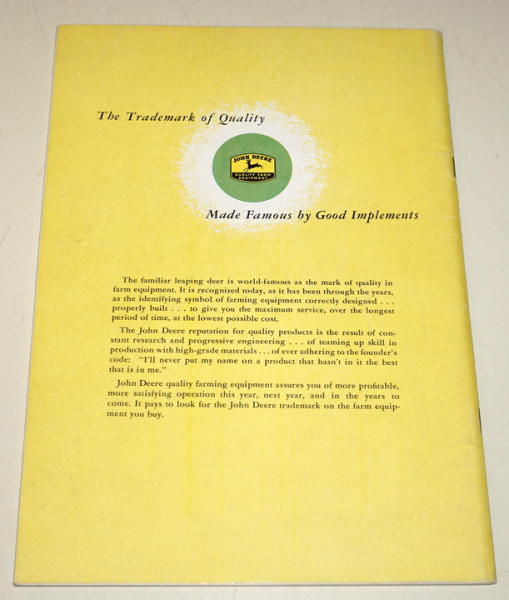 The Trademark of Quality
JOHN DEERE
QUALITY FARM
EQUIPMENT
Made Famous by Good Implements
The familiar leaping deer is world-famous as the mark of quality in
farm equipment. It is recognized today, as it has been through the years,
as the identifying symbol of farming equipment correctly designed . . .
properly built . . . to give you the maximum service, over the longest
period of time, at the lowest possible cost.
The John Deere reputation for quality products is the result of con-
stant research and progressive engineering . . . of teaming up skill in
production with high-grade materials . . . of ever adhering to the founder's
code: "I'll never put my name on a product that hasn't in it the best
that is in me."
John Deere quality farming equipment assures you of more profitable,
more satisfying operation this year, next year, and in the years to
come. It pays to look for the John Deere trademark on the farm equip-
ment you buy.